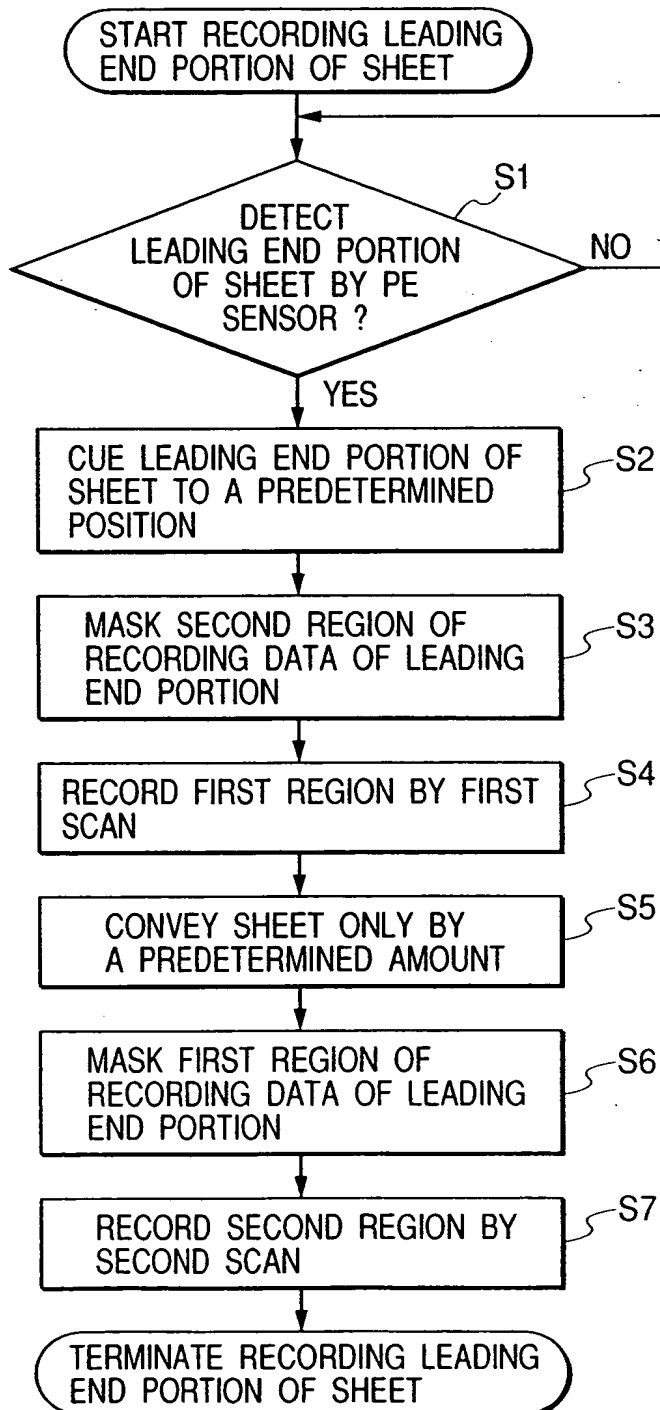 START RECORDING LEADING
END PORTION OF SHEET
S1
DETECT
LEADING END PORTION
OF SHEET BY PE
SENSOR ?
NO
YES
CUE LEADING END PORTION OF
SHEET TO A PREDETERMINED
POSITION
S2
MASK SECOND REGION OF
RECORDING DATA OF LEADING
END PORTION
S3
RECORD FIRST REGION BY FIRST
SCAN
S4
CONVEY SHEET ONLY BY
A PREDETERMINED AMOUNT
S5
MASK FIRST REGION OF
RECORDING DATA OF LEADING
END PORTION
S6
RECORD SECOND REGION BY
SECOND SCAN
S7
TERMINATE RECORDING LEADING
END PORTION OF SHEET